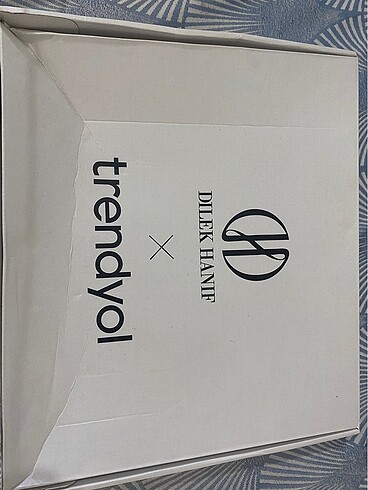 DILEK HANIF
X
trendyol